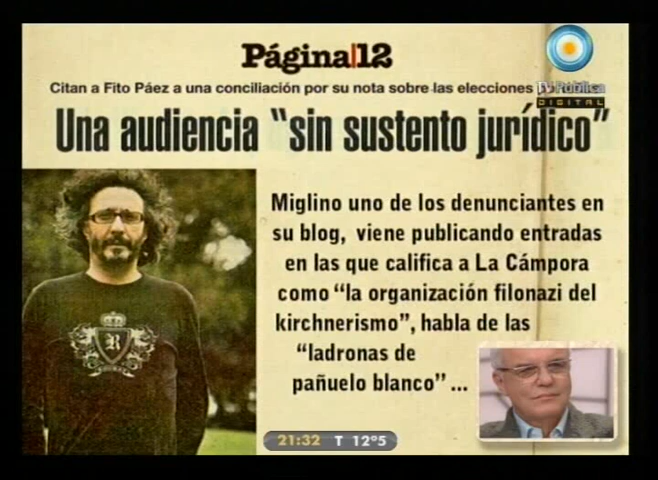 Página|12
Citan a Fito Páez a una conciliación por su nota sobre las elecciones
TV Pública
DIGITAL
Una audiencia "sin sustento jurídico"
Miglino uno de los denunciantes en
su blog, viene publicando entradas
en las que califica a La Cámpora
como "la organización filonazi del
kirchnerismo", habla de las
"ladronas de
pañuelo blanco" ...
R
21:32 T 12°5